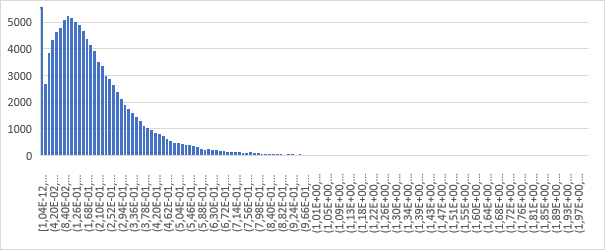 5000
4000
3000
2000
1000
0
[1,04E-12,…
(4,20E-02,…
(8,40E-02,…
(1,26E-01,…
(1,68E-01,…
(2,10E-01,…
(2,52E-01,…
(2,94E-01,…
(3,36E-01,…
(3,78E-01,…
(4,20E-01,…
(4,62E-01,…
(5,04E-01,…
(5,46E-01,…
(5,88E-01,…
(6,30E-01,…
(6,72E-01,…
(7,14E-01,…
(7,56E-01,…
(7,98E-01,…
(8,40E-01,…
(8,82E-01,…
(9,24E-01,…
(9,66E-01,…
(1,01E+00,…
(1,05E+00,…
(1,09E+00,…
(1,13E+00,…
(1,18E+00,…
(1,22E+00,…
(1,26E+00,…
(1,30E+00,…
(1,34E+00,…
(1,39E+00,…
(1,43E+00,…
(1,47E+00,…
(1,51E+00,…
(1,55E+00,…
(1,60E+00,…
(1,64E+00,…
(1,68E+00,…
(1,72E+00,…
(1,76E+00,…
(1,81E+00,…
(1,85E+00,…
(1,89E+00,…
(1,93E+00,…
(1,97E+00,…